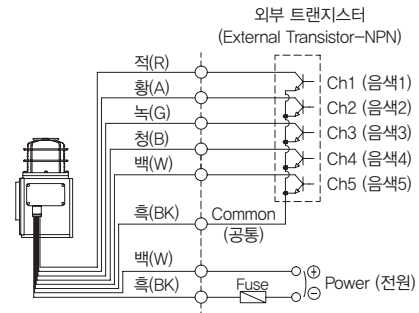 외부 트랜지스터
(External Transistor-NPN)
적(R)
Ch1 (음색1)
황(A)
Ch2 (음색2)
녹(G)
Ch3 (음색3)
청(B)
Ch4 (음색4)
백(W)
Ch5 (음색5)
흑(BK)
Common
(공통)
백(W)
흑(BK)
Fuse
⊕
⊖
Power (전원)